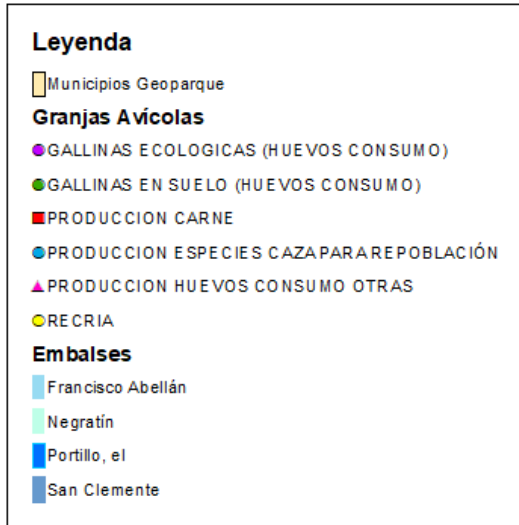 Leyenda
Municipios Geoparque
Granjas Avícolas
GALLINAS ECOLOGICAS (HUEVOS CONSUMO)
GALLINAS EN SUELO (HUEVOS CONSUMO)
PRODUCCION CARNE
PRODUCCION ESPECIES CAZA PARA REPOBLACIÓN
PRODUCCION HUEVOS CONSUMO OTRAS
RECRIA
Embalses
Francisco Abellán
Negratín
Portillo, el
San Clemente